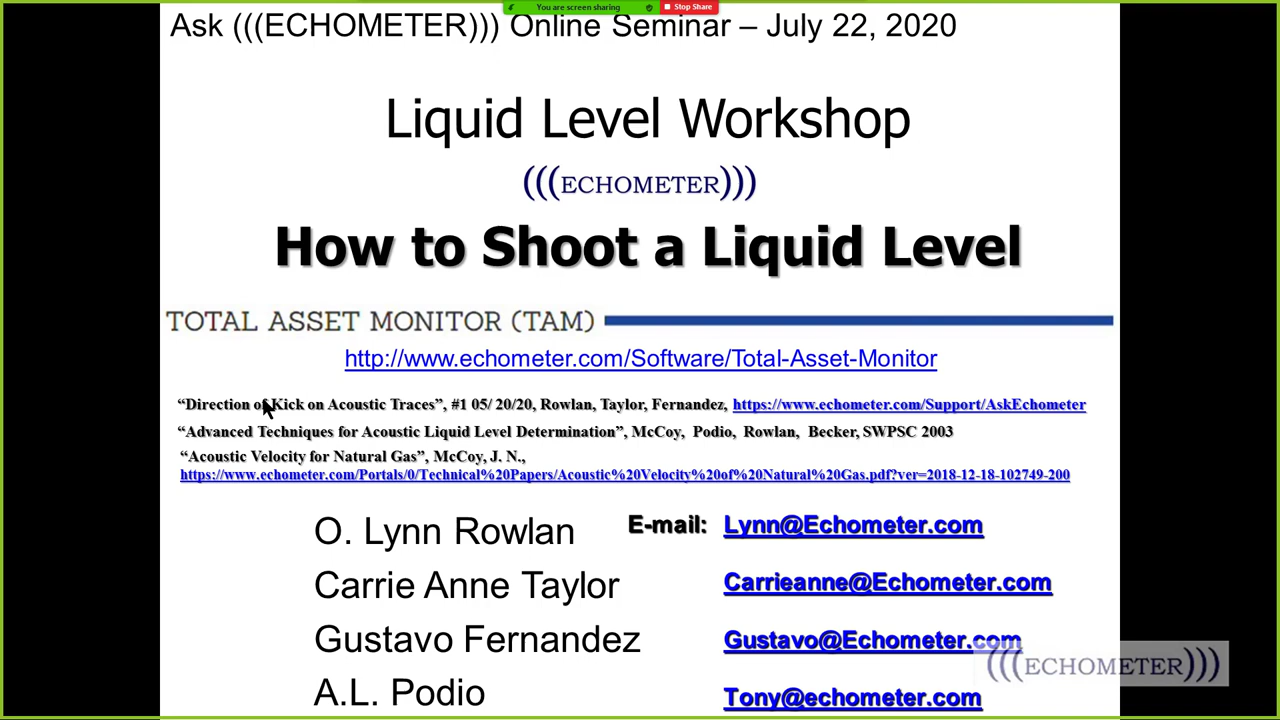 You are screen sharing Stop Share
Ask (((ECHOMETER))) Online Seminar – July 22, 2020
Liquid Level Workshop
(((ECHOMETER)))
How to Shoot a Liquid Level
TOTAL ASSET MONITOR (TAM)
http://www.echometer.com/Software/Total-Asset-Monitor
“Direction of Kick on Acoustic Traces”, #1 05/ 20/20, Rowlan, Taylor, Fernandez, https://www.echometer.com/Support/AskEchometer
“Advanced Techniques for Acoustic Liquid Level Determination”, McCoy, Podio, Rowlan, Becker, SWPSC 2003
“Acoustic Velocity for Natural Gas”, McCoy, J. N.,
https://www.echometer.com/Portals/0/Technical%20Papers/Acoustic%20Velocity%20of%20Natural%20Gas.pdf?ver=2018-12-18-102749-200
O. Lynn Rowlan E-mail: Lynn@Echometer.com
Carrie Anne Taylor Carrieanne@Echometer.com
Gustavo Fernandez Gustavo@Echometer.com
(((ECHOMETER)))
A.L. Podio Tony@echometer.com